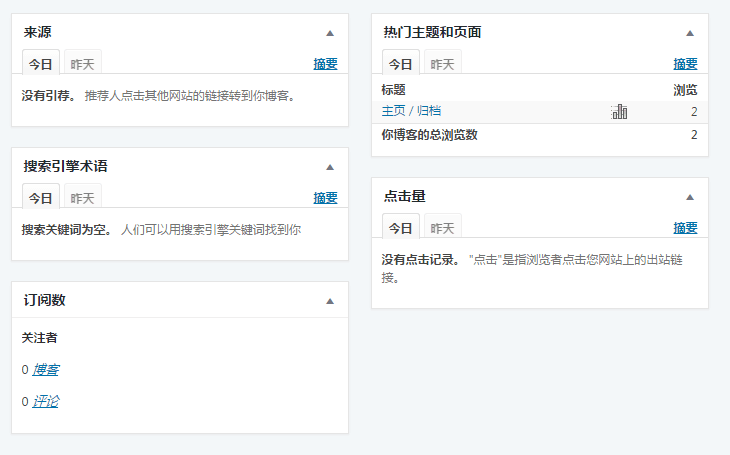 来源
今日 昨天 摘要
没有引荐。 推荐人点击其他网站的链接转到你博客。
搜索引擎术语
今日 昨天 摘要
搜索关键词为空。 人们可以用搜索引擎关键词找到你
订阅数
关注者
0 博客
0 评论
热门主题和页面
今日 昨天 摘要
标题 浏览
主页 / 归档 2
你博客的总浏览数 2
点击量
今日 昨天 摘要
没有点击记录。 "点击"是指浏览者点击您网站上的出站链
接。